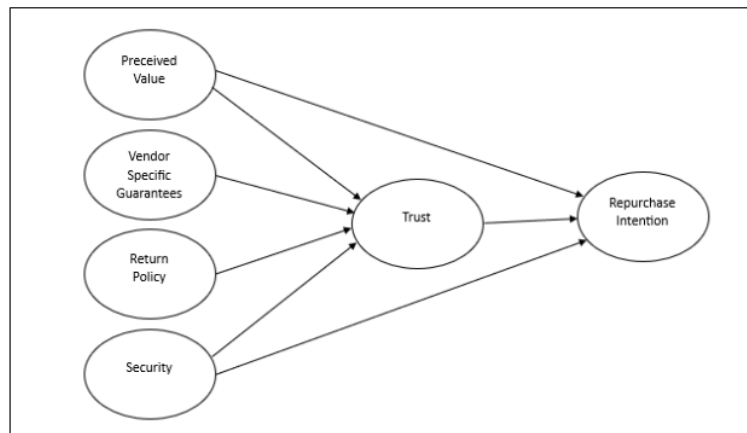 Preceived
Value
Vendor
Specific
Guarantees
Return
Policy
Security
Trust
Repurchase
Intention